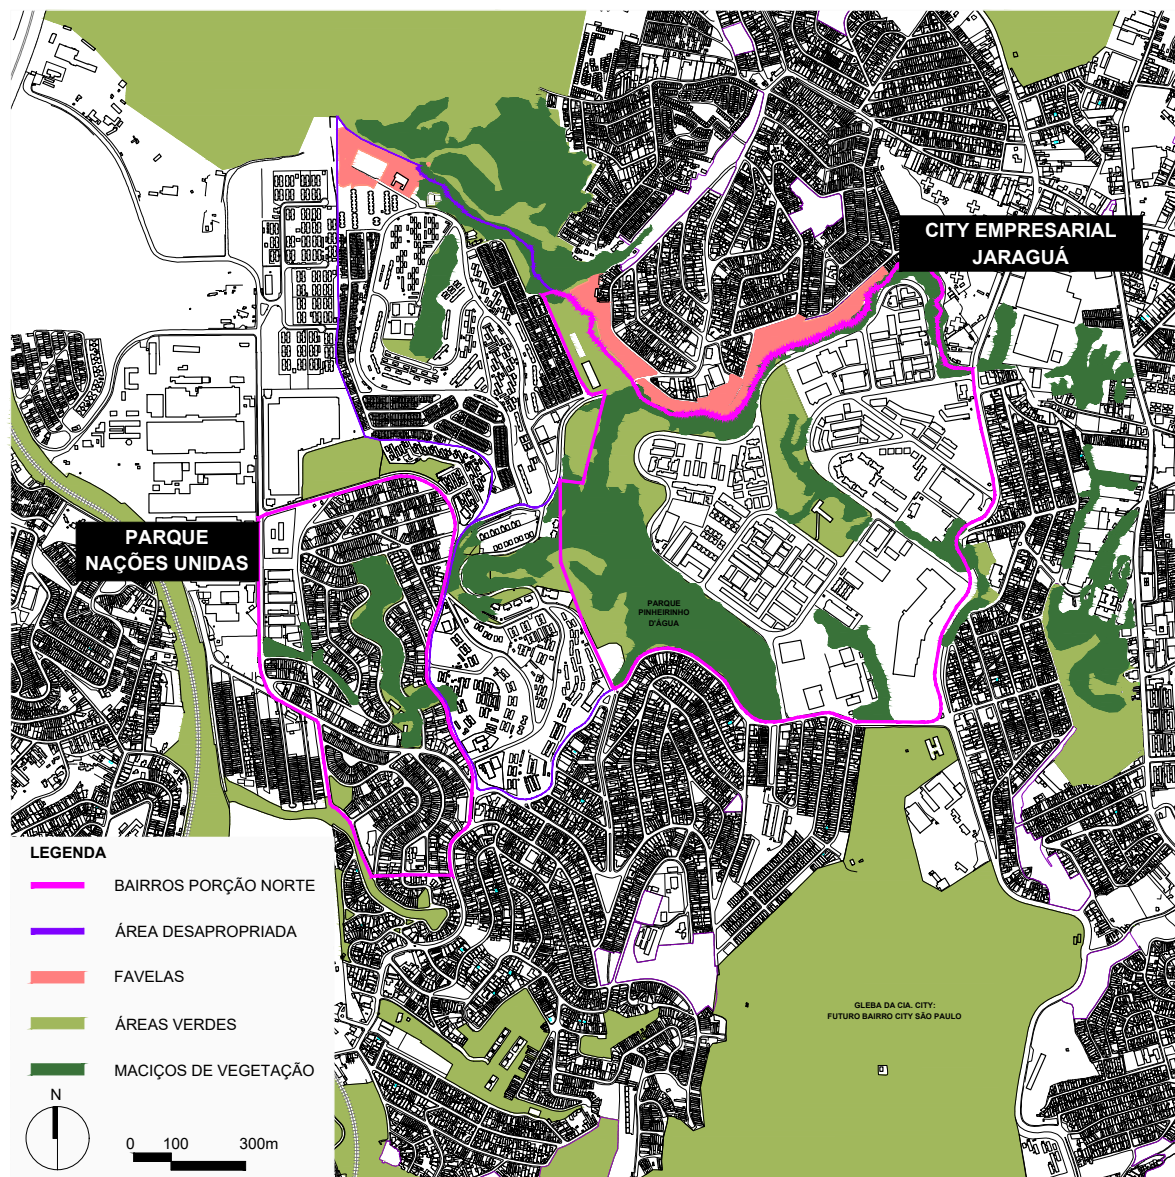 CITY EMPRESARIAL
JARAGUÁ
PARQUE
NAÇÕES UNIDAS
PARQUE
PINHEIRINHO
D'ÁGUA
LEGENDA
BAIRROS PORÇÃO NORTE
ÁREA DESAPROPRIADA
FAVELAS
ÁREAS VERDES
MACIÇOS DE VEGETAÇÃO
N
0 100 300m
GLEBA DA CIA. CITY:
FUTURO BAIRRO CITY SÃO PAULO